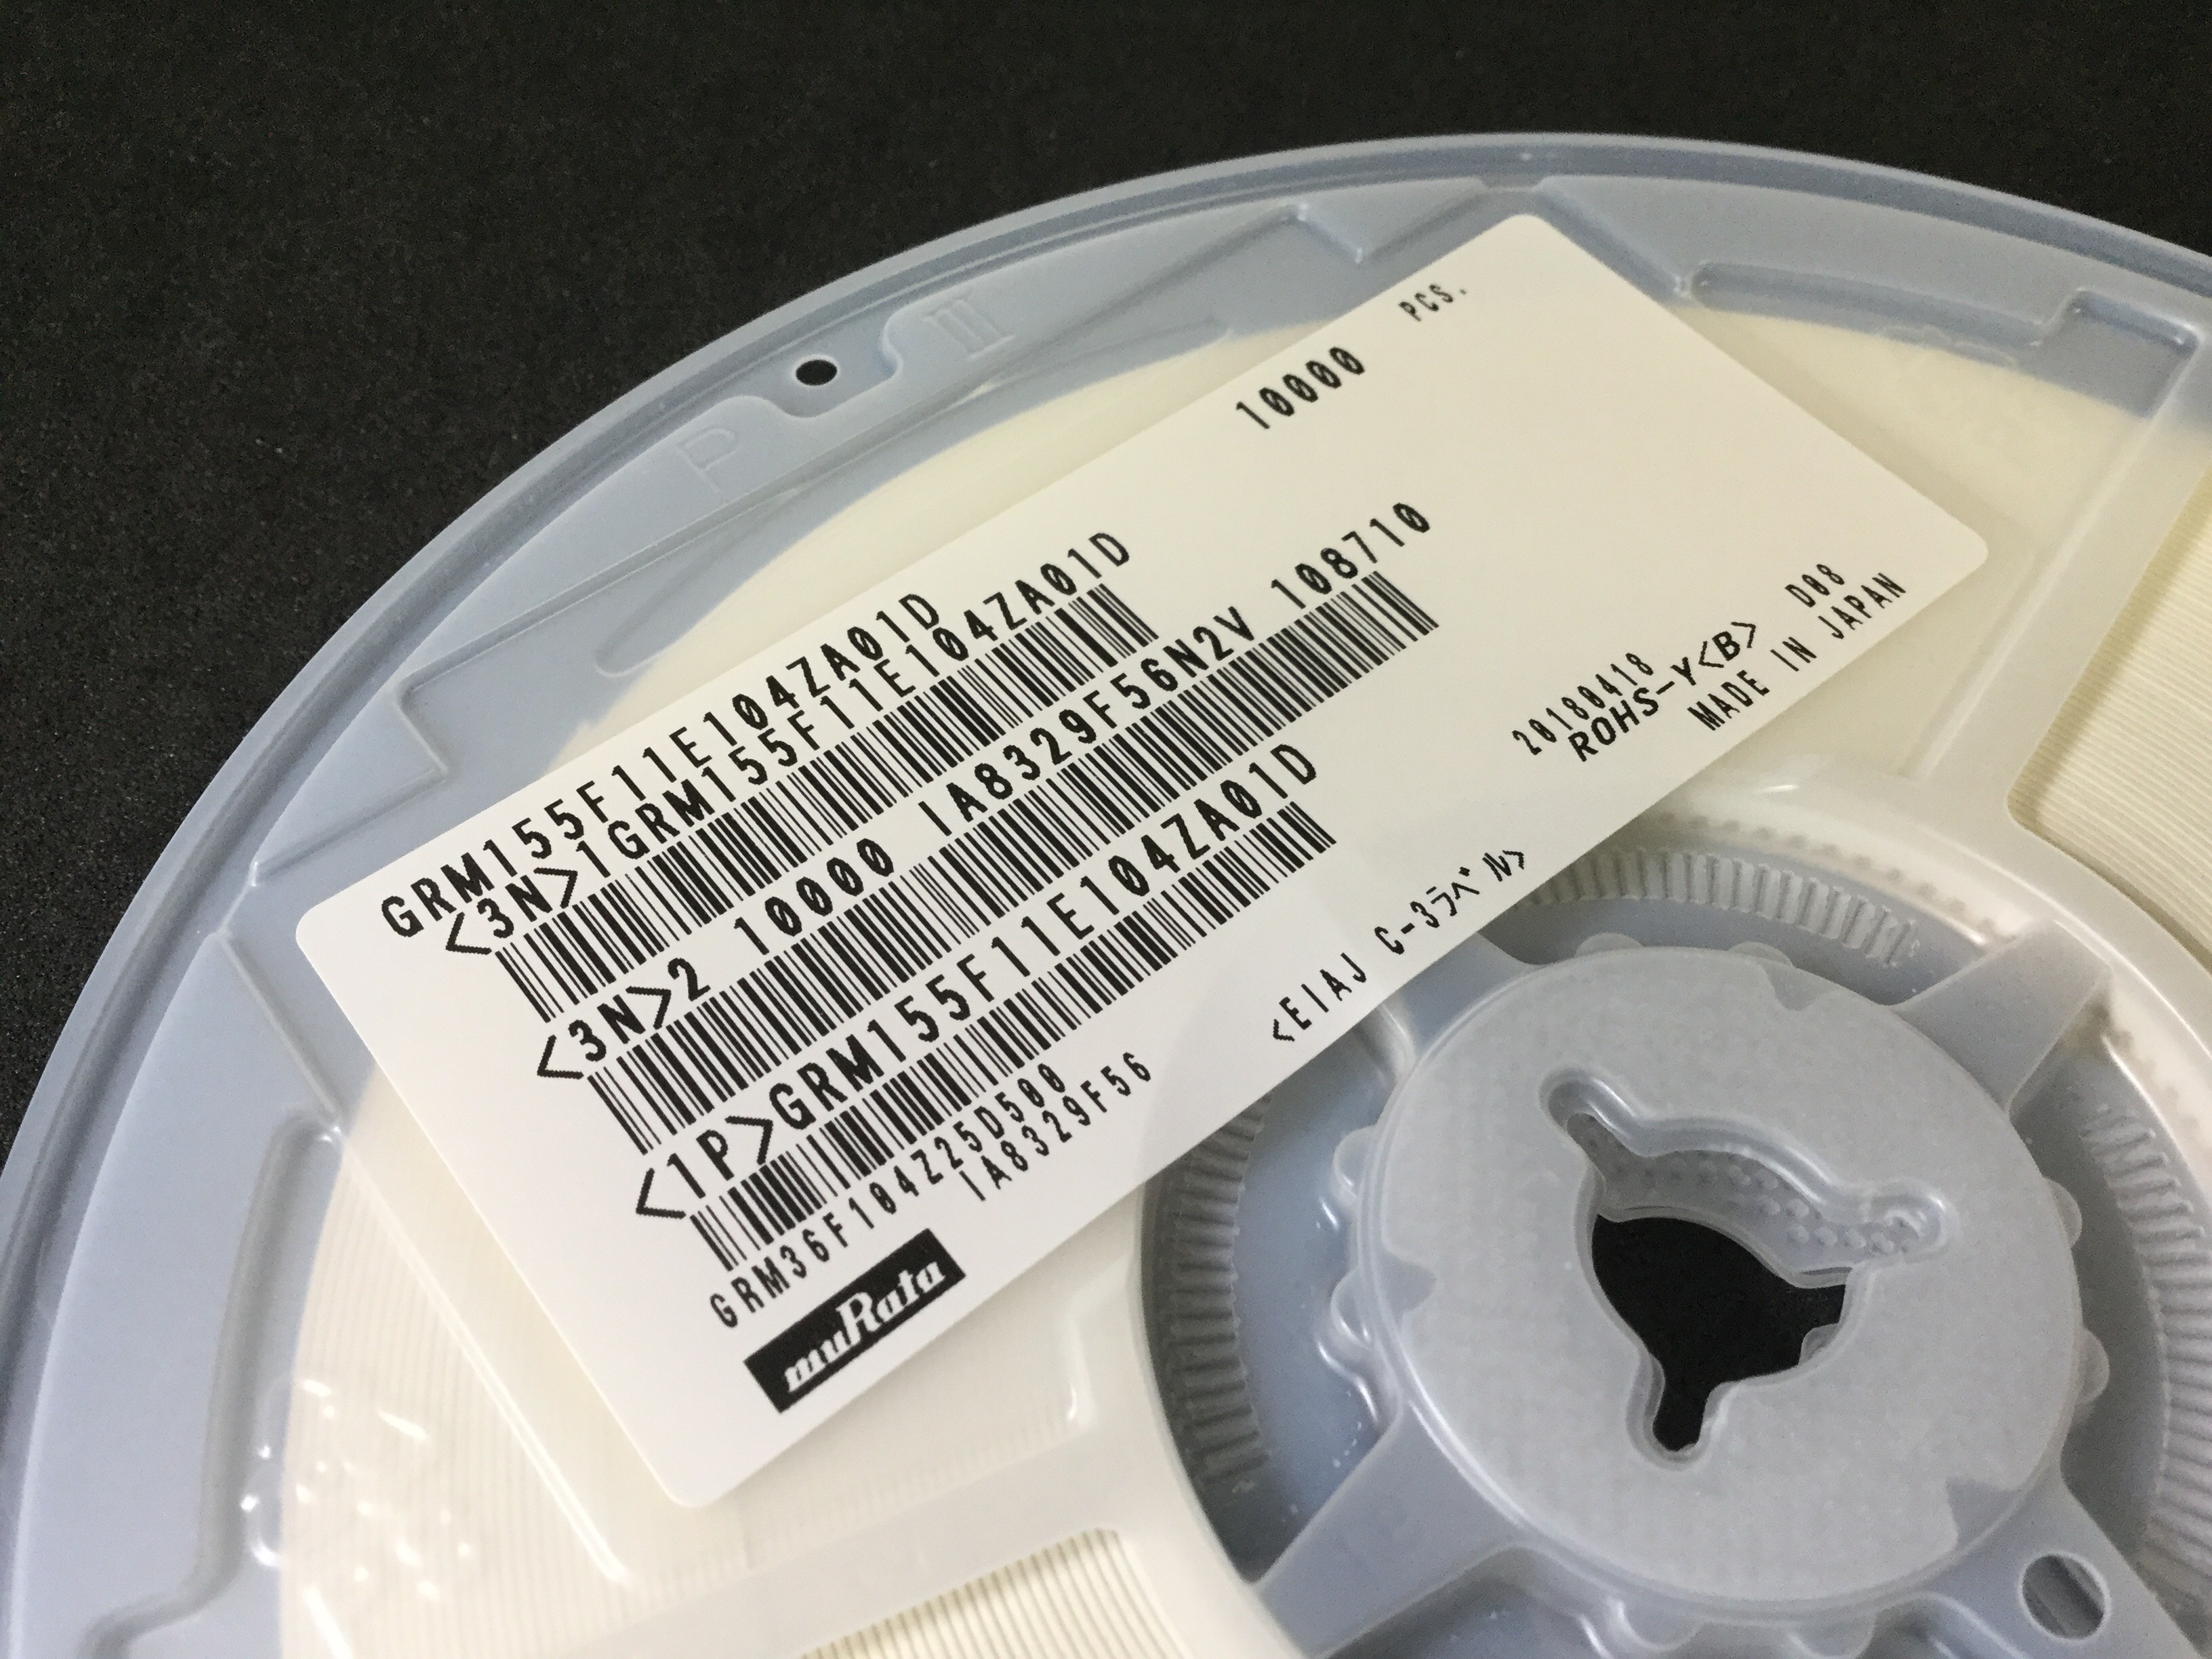 PIII
PCS.
10000
GRM155F11E104ZA01D
<3N>1GRM155F11E104ZA01D
<3N>2 10000 IA8329F56N2V 108710
<1P>GRM155F11E104ZA01D
GRM36F104Z25D500
IA8329F56
20180418
D08
ROHS-Y<B>
MADE IN JAPAN
<EIAJ C-3ラベル>
muRata